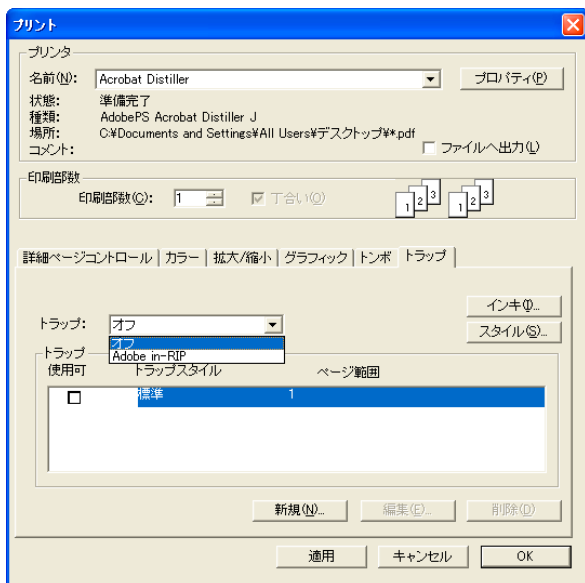 プリント
プリンタ
名前(N): Acrobat Distiller プロパティ(P)
状態: 準備完了
種類: AdobePS Acrobat Distiller J
場所: C:¥Documents and Settings¥All Users¥デスクトップ¥*.pdf
コメント: ファイルへ出力(L)
印刷部数
印刷部数(C): 1 丁合い(O) 1 2 3 1 2 3
詳細ページコントロール カラー 拡大/縮小 グラフィック トンボ トラップ
インキ(I)...
トラップ: オフ スタイル(S)...
オフ
Adobe in-RIP
トラップ
使用可 トラップスタイル ページ範囲
標準 1
新規(N)... 編集(E)... 削除(D)
適用 キャンセル OK